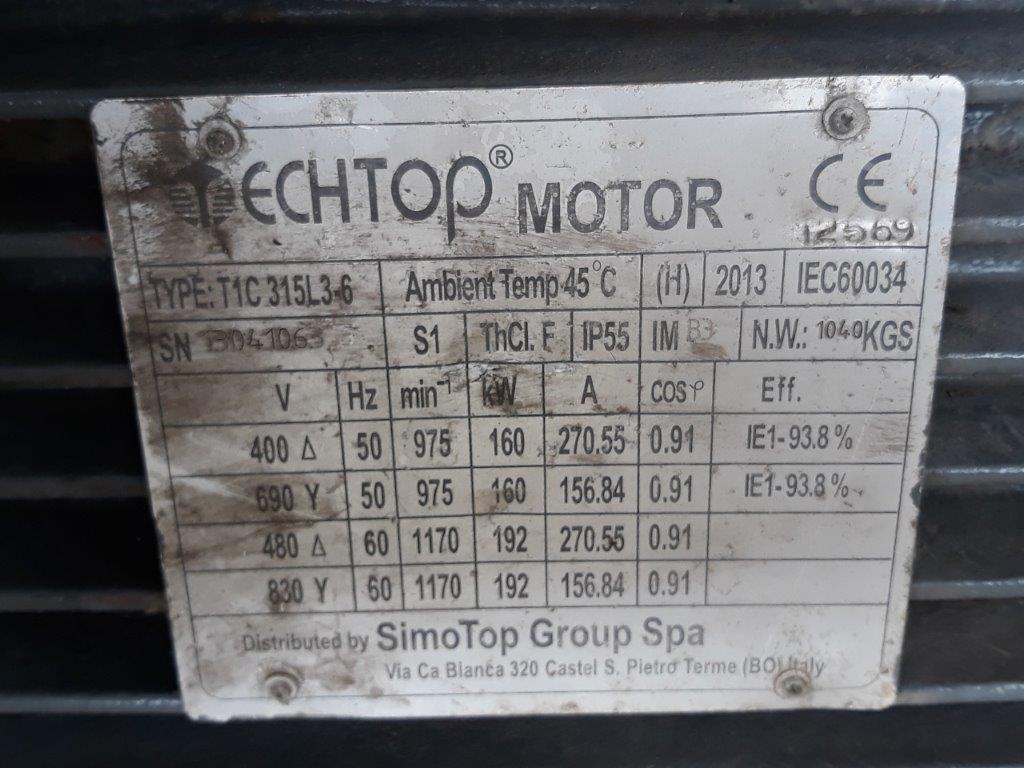 TECHTOP® MOTOR CE
12569
TYPE: T1C 315L3-6 Ambient Temp 45°C (H) 2013 IEC60034
SN 13041063 S1 ThCl. F IP55 IM B3 N.W.: 1040 KGS
V Hz min⁻¹ kW A cosφ Eff.
400 Δ 50 975 160 270.55 0.91 IE1-93.8%
690 Y 50 975 160 156.84 0.91 IE1-93.8%
480 Δ 60 1170 192 270.55 0.91
830 Y 60 1170 192 156.84 0.91
Distributed by SimoTop Group Spa
Via Ca Bianca 320 Castel S. Pietro Terme (BO) Italy